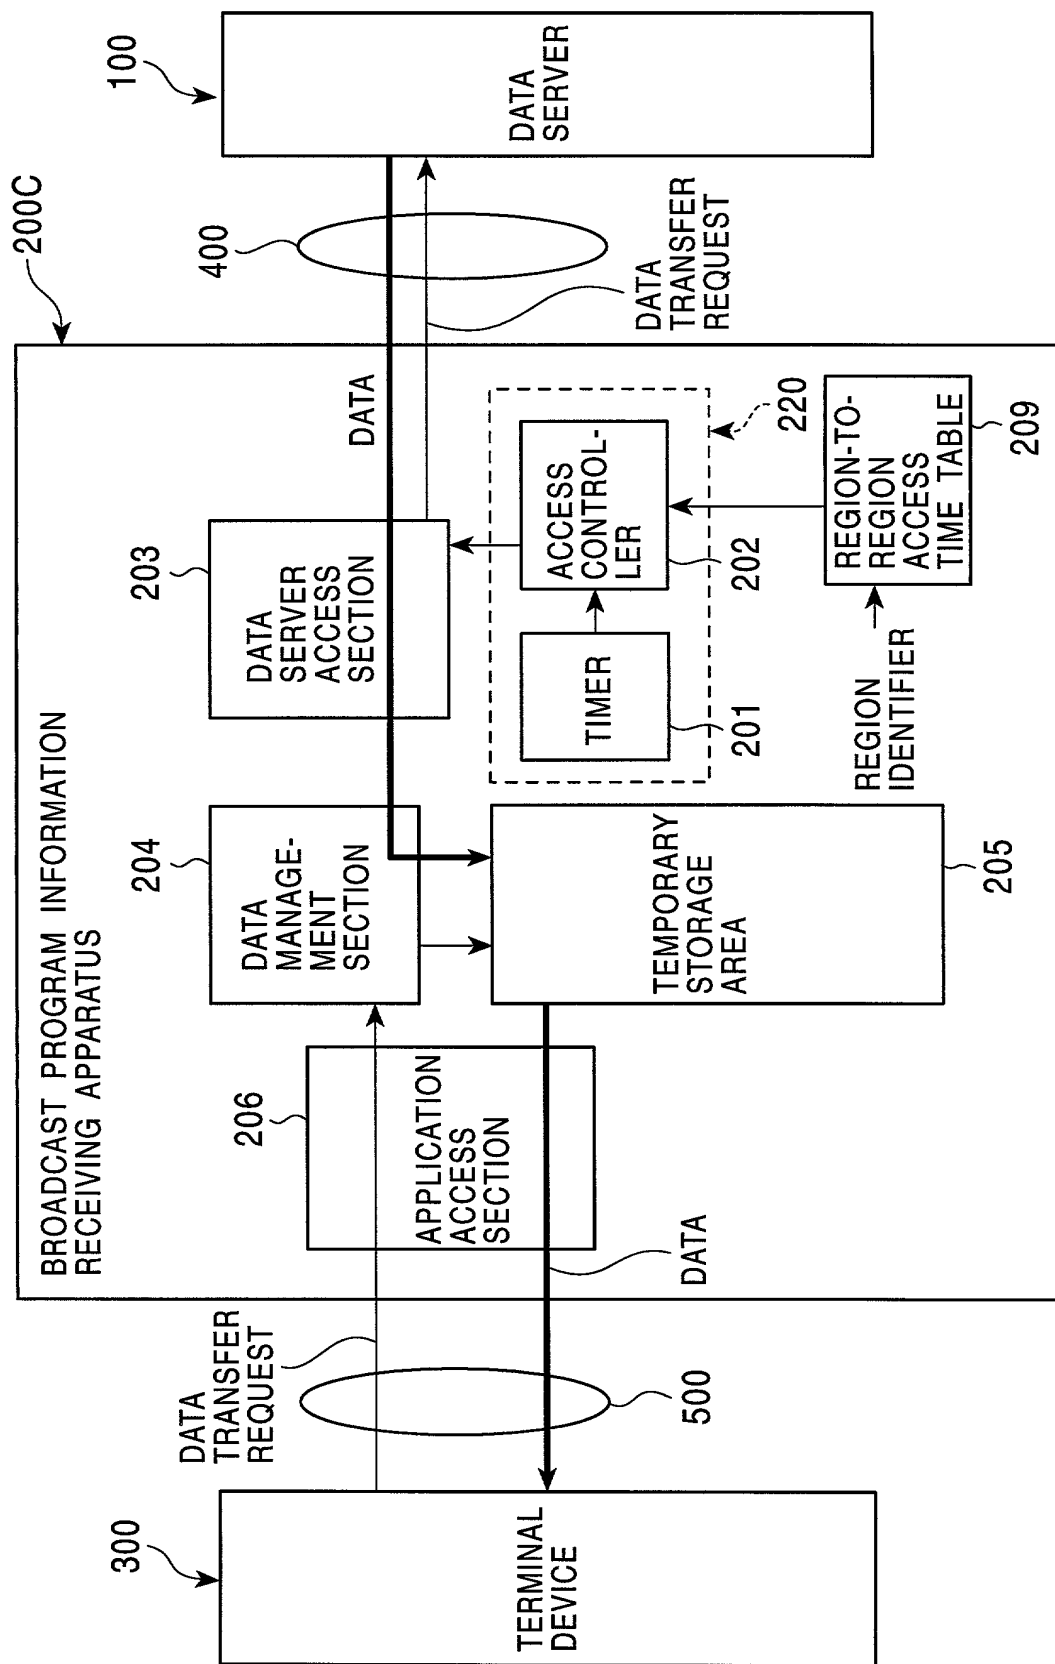 BROADCAST PROGRAM INFORMATION
RECEIVING APPARATUS
200C
300
TERMINAL
DEVICE
DATA
TRANSFER
REQUEST
500
206
APPLICATION
ACCESS
SECTION
DATA
204
DATA
MANAGE-
MENT
SECTION
TEMPORARY
STORAGE
AREA
205
203
DATA
SERVER
ACCESS
SECTION
DATA
TIMER
201
ACCESS
CONTROL-
LER
202
220
REGION
IDENTIFIER
REGION-TO-
REGION
ACCESS
TIME TABLE
209
400
DATA
TRANSFER
REQUEST
100
DATA
SERVER